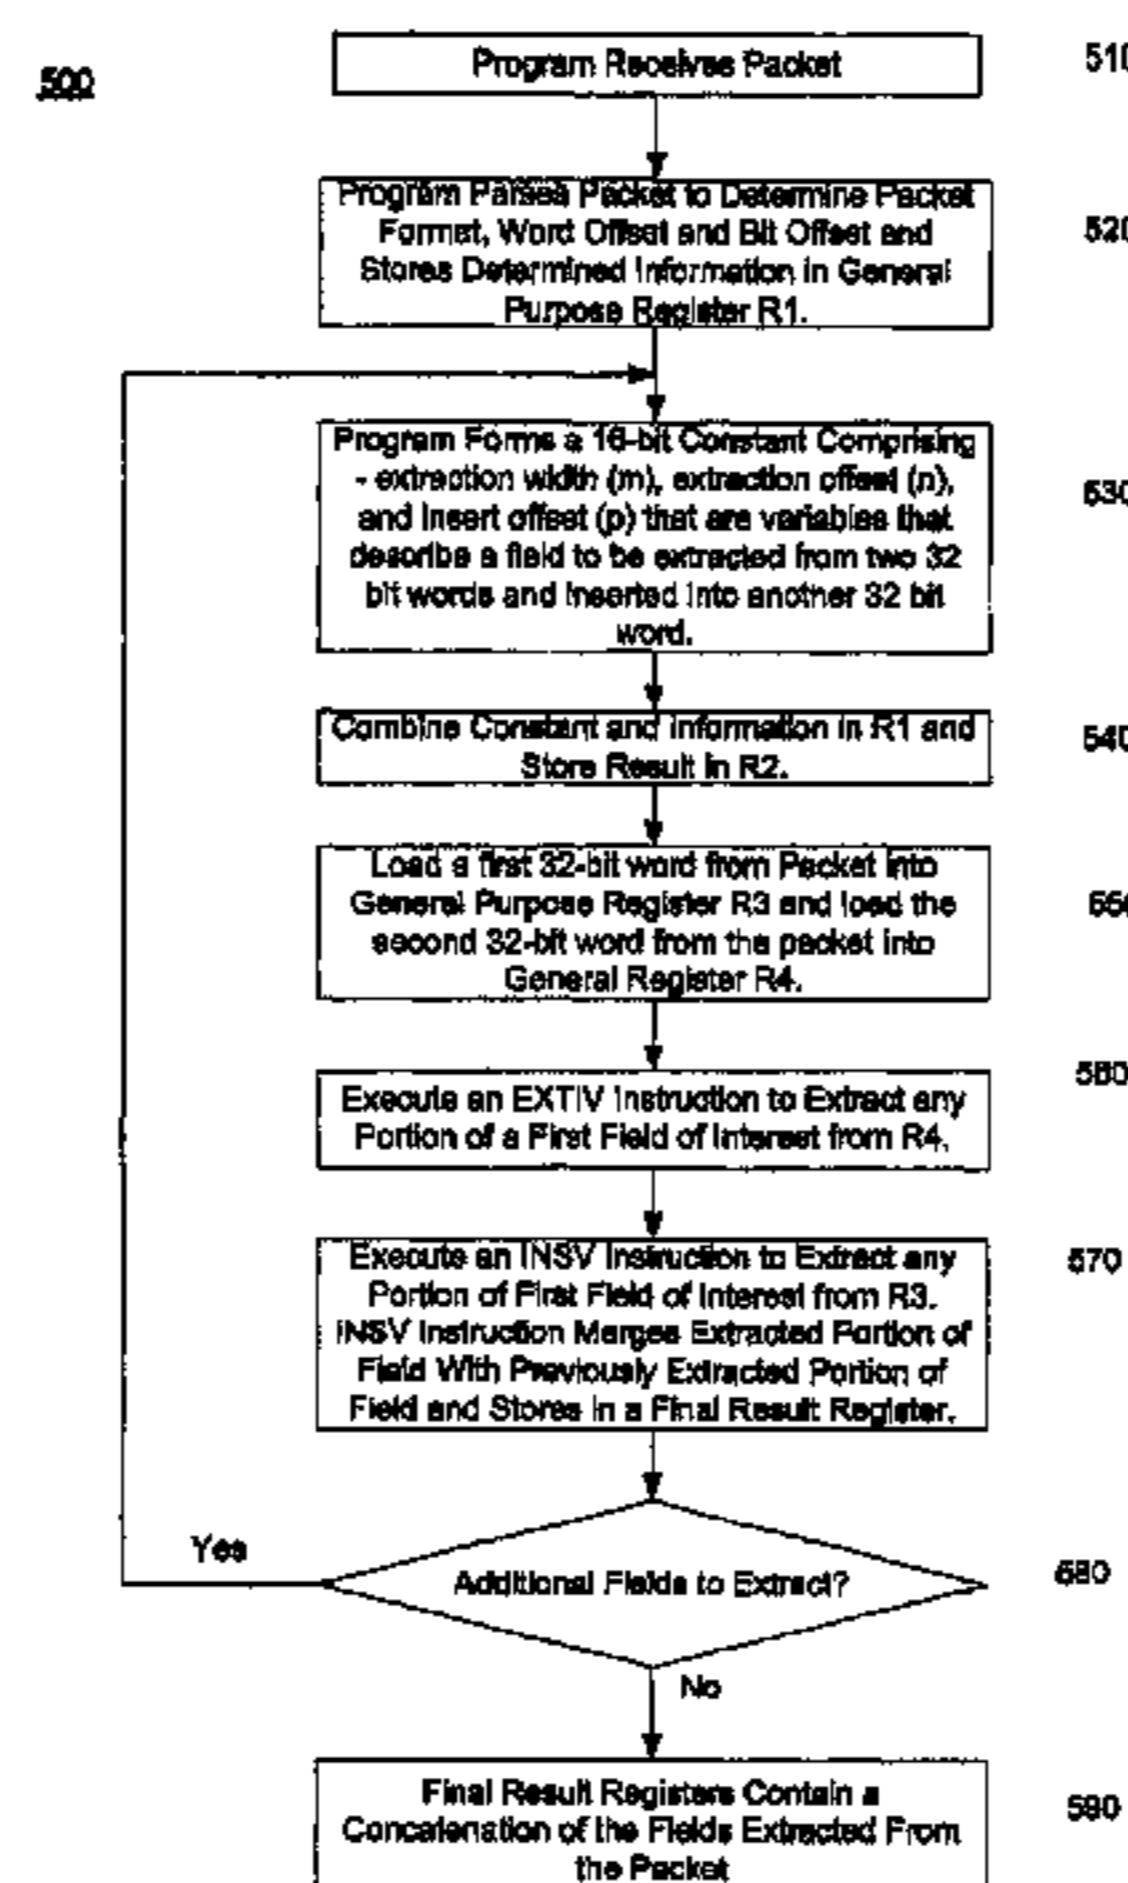 500
Program Receives Packet
510
Program Parses Packet to Determine Packet
Format, Word Offset and Bit Offset and
Stores Determined Information in General
Purpose Register R1.
520
Program Forms a 16-bit Constant Comprising
- extraction width (m), extraction offset (n),
and insert offset (p) that are variables that
describe a field to be extracted from two 32
bit words and inserted into another 32 bit
word.
530
Combine Constant and Information in R1 and
Store Result in R2.
540
Load a first 32-bit word from Packet into
General Purpose Register R3 and load the
second 32-bit word from the packet into
General Register R4.
550
Execute an EXTIV Instruction to Extract any
Portion of a First Field of Interest from R4.
560
Execute an INSV Instruction to Extract any
Portion of First Field of Interest from R3.
INSV Instruction Merges Extracted Portion of
Field With Previously Extracted Portion of
Field and Stores in a Final Result Register.
570
Yes
Additional Fields to Extract?
580
No
Final Result Registers Contain a
Concatenation of the Fields Extracted From
the Packet
590